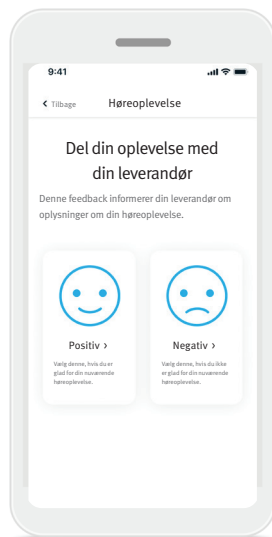 9:41
Tilbage
Høreoplevelse
Del din oplevelse med
din leverandør
Denne feedback informerer din leverandør om
oplysninger om din høreoplevelse.
Positiv ›
Negativ ›
Vælg denne, hvis du er
glad for din nuværende
høreoplevelse.
Vælg denne, hvis du ikke
er glad for din nuværende
høreoplevelse.